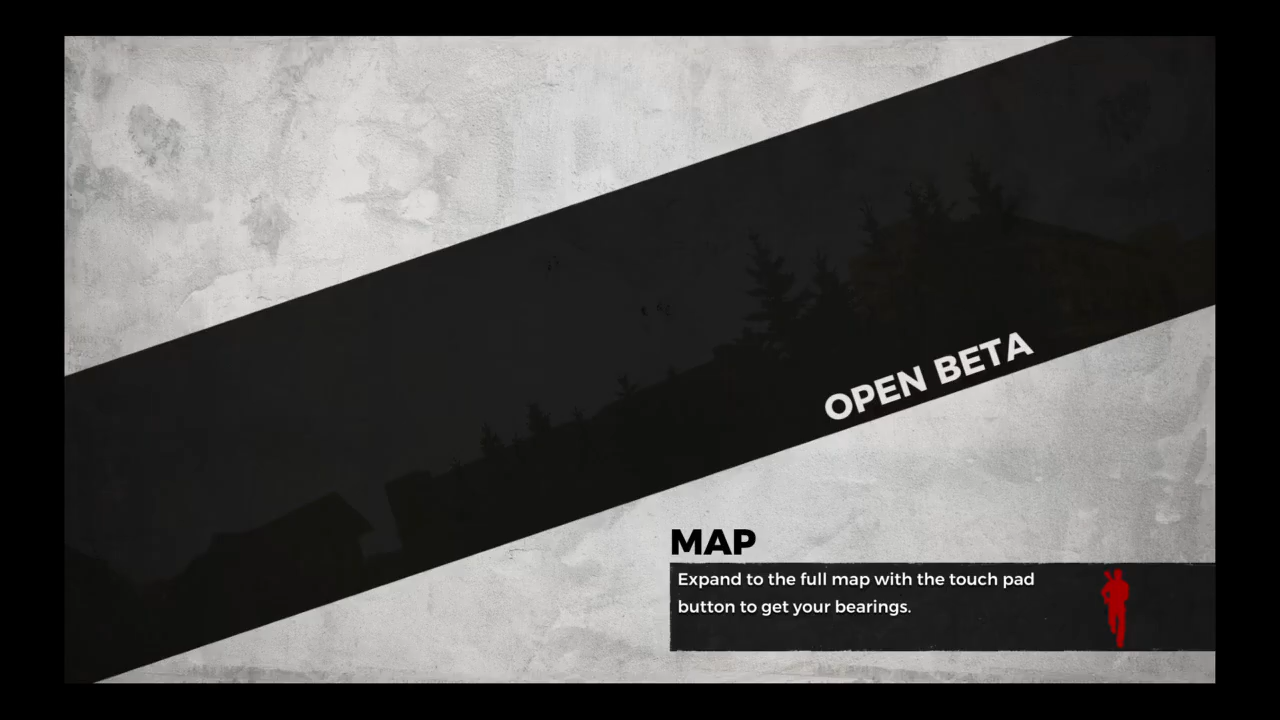 OPEN BETA
MAP
Expand to the full map with the touch pad
button to get your bearings.